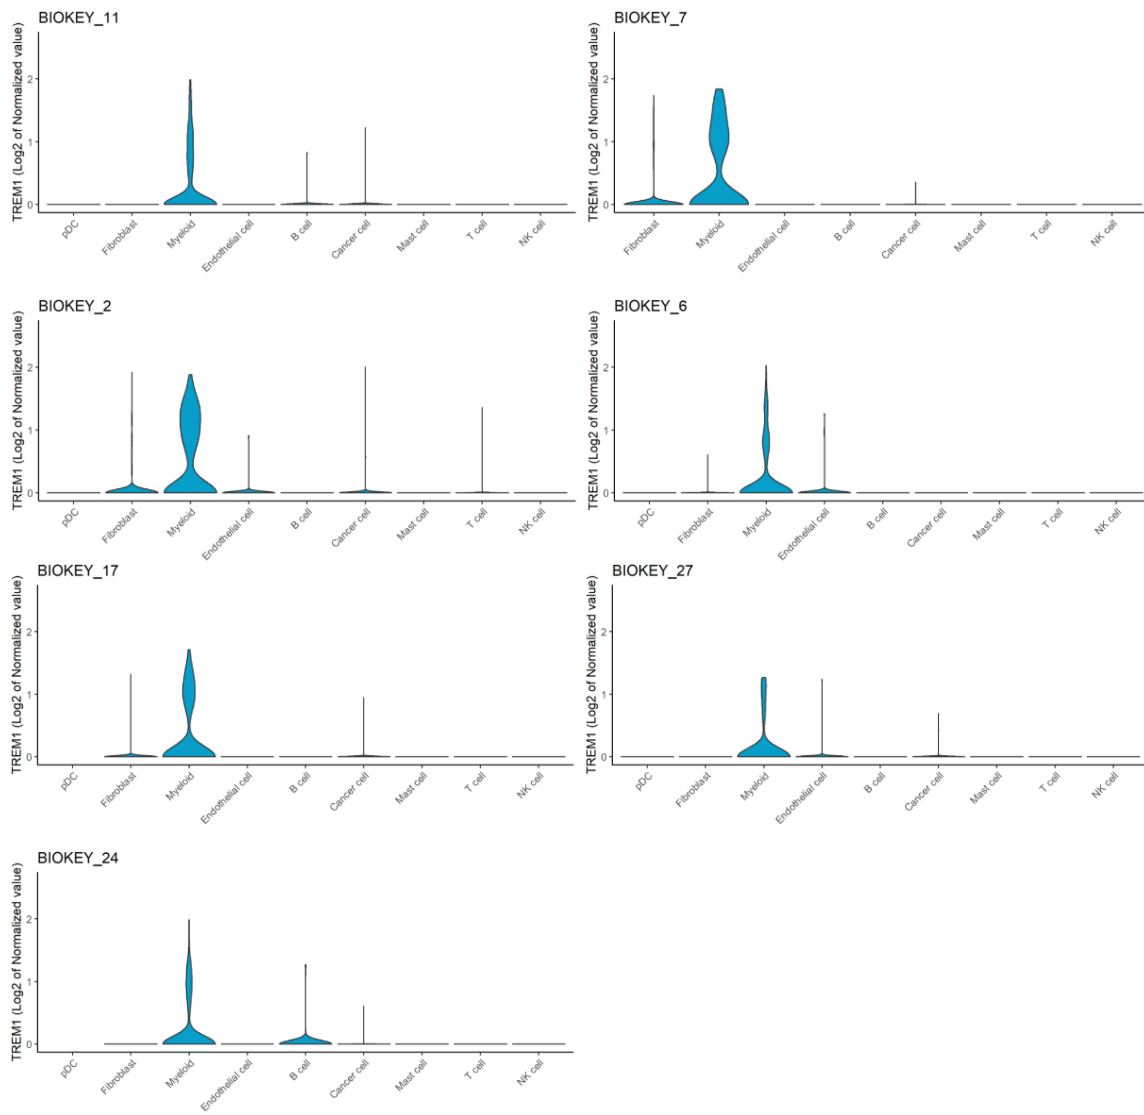 BIOKEY_11
TREM1 (Log2 of Normalized value)
2
1
0
pDC
Fibroblast
Myeloid
Endothelial cell
B cell
Cancer cell
Mast cell
T cell
NK cell
BIOKEY_7
TREM1 (Log2 of Normalized value)
2
1
0
pDC
Fibroblast
Myeloid
Endothelial cell
B cell
Cancer cell
Mast cell
T cell
NK cell
BIOKEY_2
TREM1 (Log2 of Normalized value)
2
1
0
pDC
Fibroblast
Myeloid
Endothelial cell
B cell
Cancer cell
Mast cell
T cell
NK cell
BIOKEY_6
TREM1 (Log2 of Normalized value)
2
1
0
pDC
Fibroblast
Myeloid
Endothelial cell
B cell
Cancer cell
Mast cell
T cell
NK cell
BIOKEY_17
TREM1 (Log2 of Normalized value)
2
1
0
pDC
Fibroblast
Myeloid
Endothelial cell
B cell
Cancer cell
Mast cell
T cell
NK cell
BIOKEY_27
TREM1 (Log2 of Normalized value)
2
1
0
pDC
Fibroblast
Myeloid
Endothelial cell
B cell
Cancer cell
Mast cell
T cell
NK cell
BIOKEY_24
TREM1 (Log2 of Normalized value)
2
1
0
pDC
Fibroblast
Myeloid
Endothelial cell
B cell
Cancer cell
Mast cell
T cell
NK cell